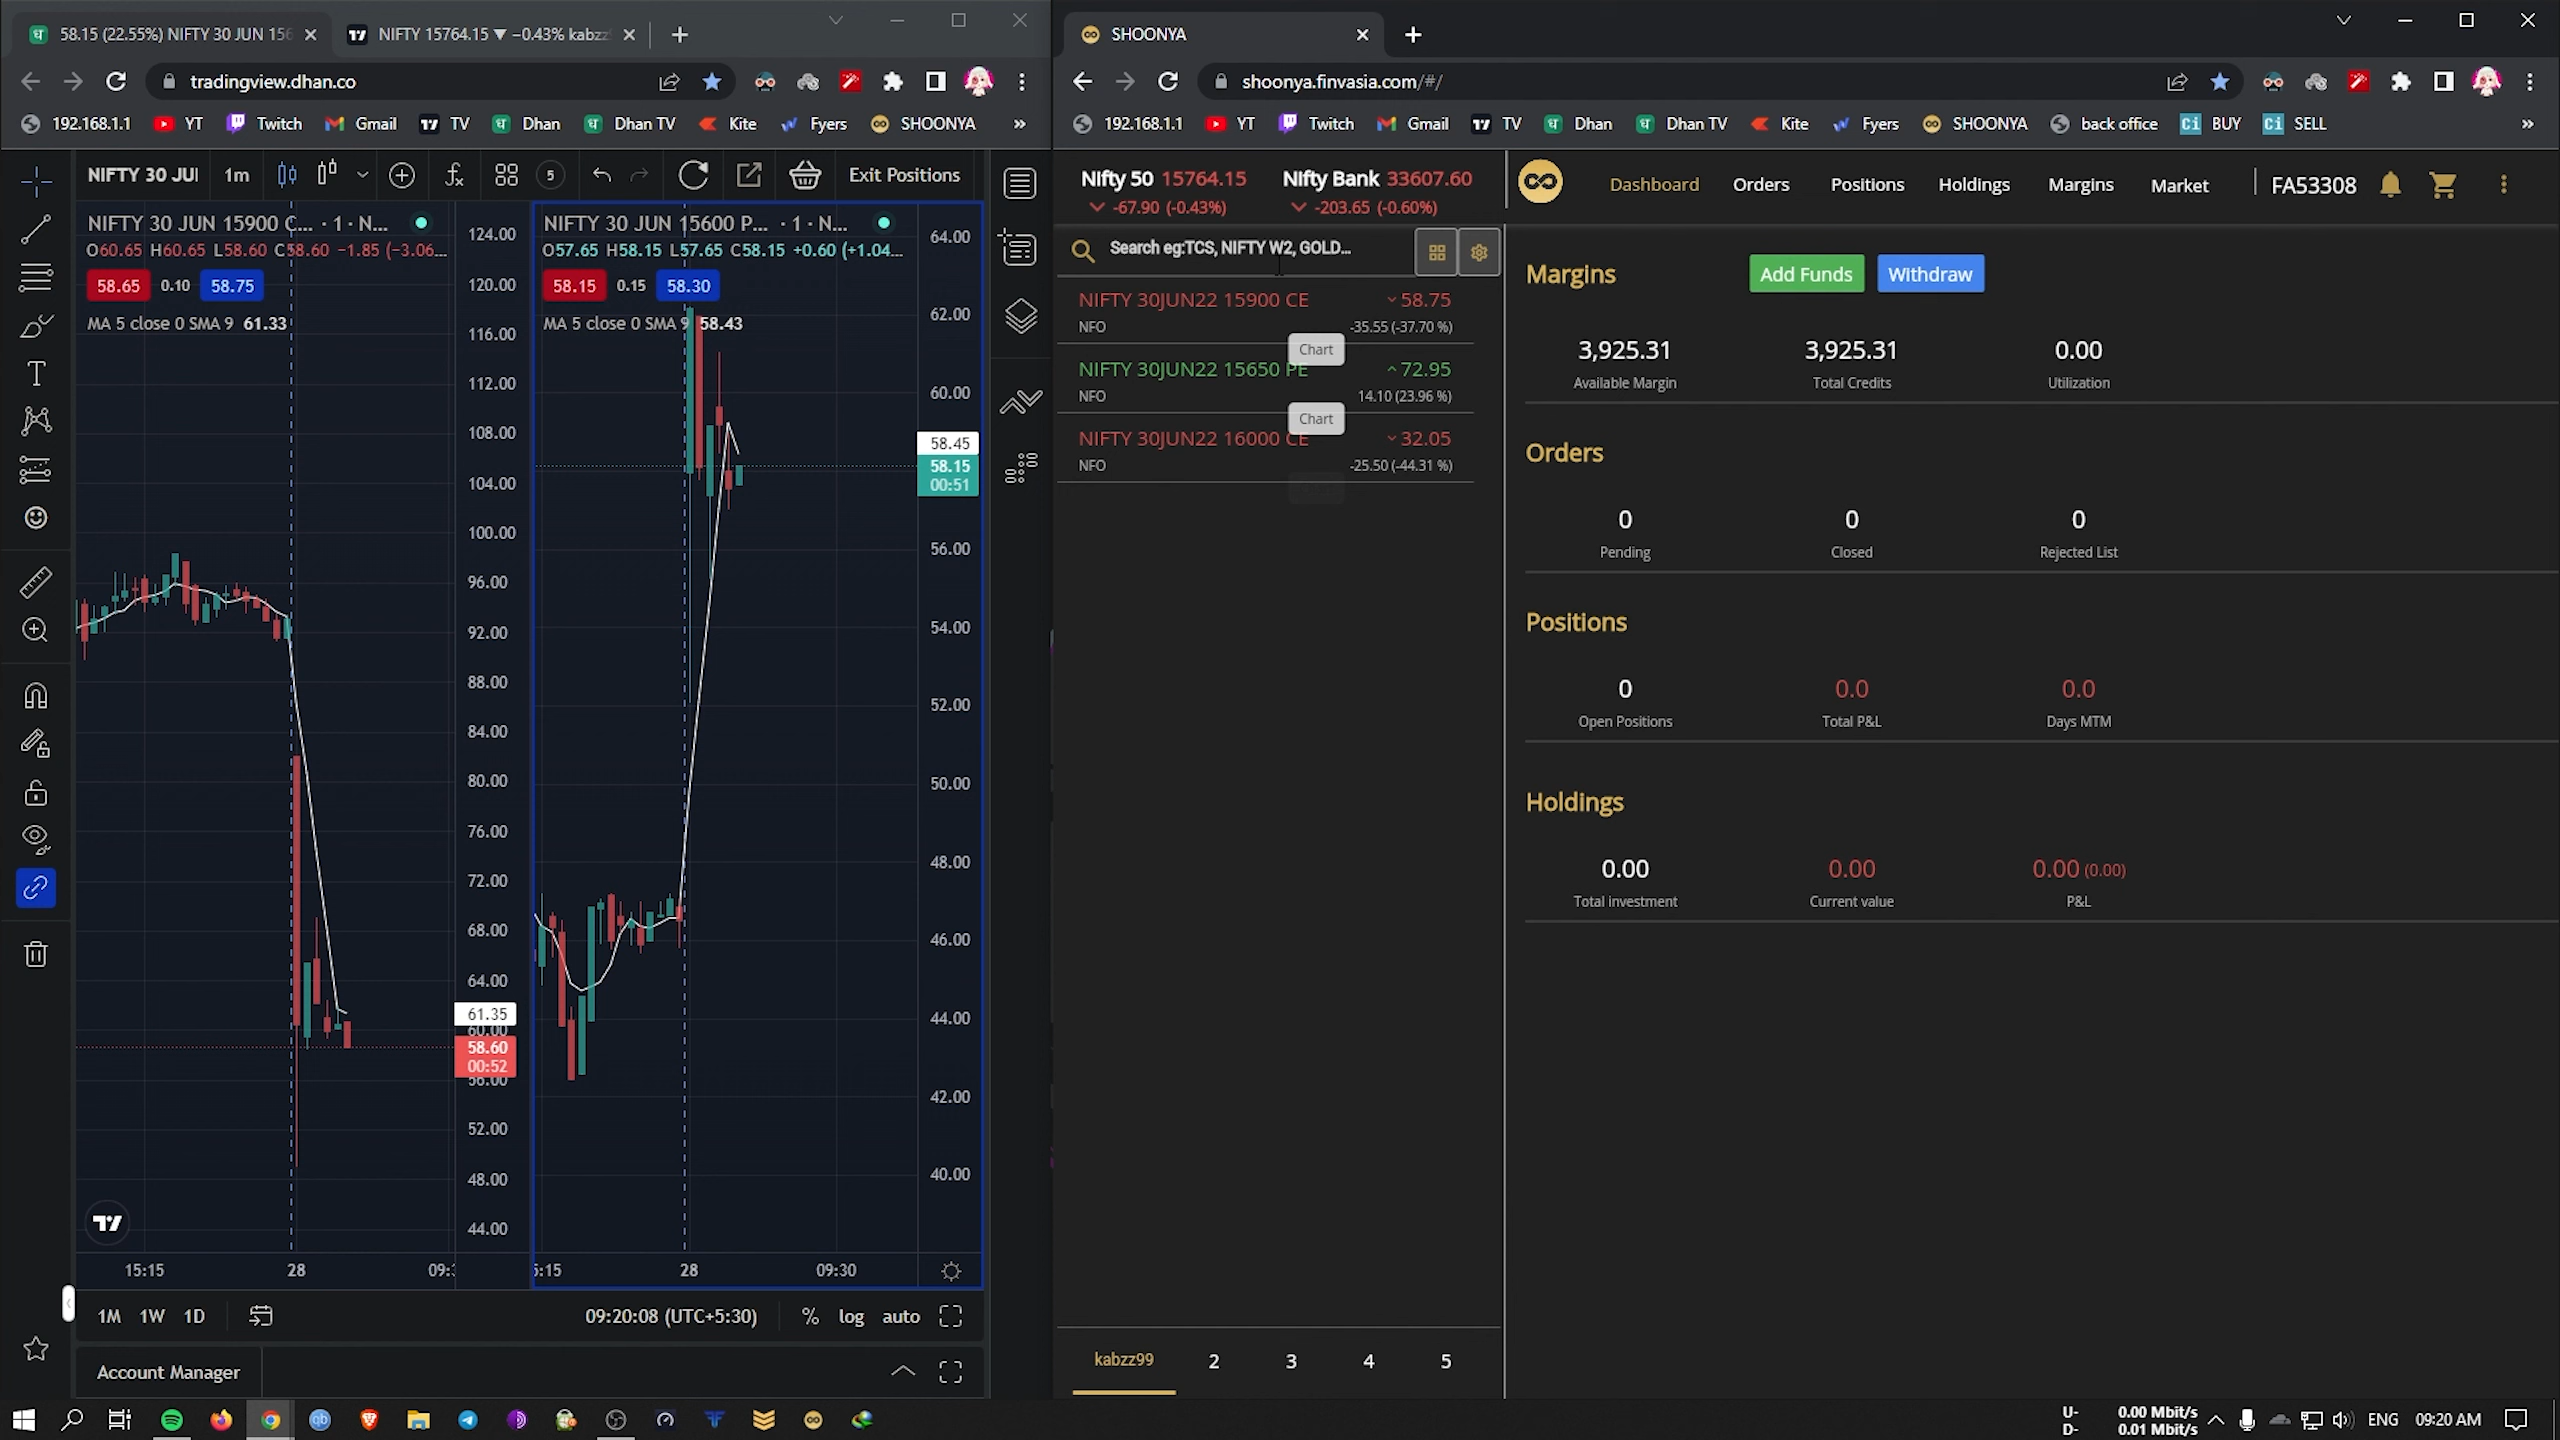 58.15 (22.55%) NIFTY 30 JUN 156
NIFTY 15764.15 ▼ −0.43% kabzz
tradingview.dhan.co
192.168.1.1 YT Twitch Gmail TV Dhan Dhan TV Kite Fyers SHOONYA »
NIFTY 30 JUI 1m 5 Exit Positions
NIFTY 30 JUN 15900 C... · 1 · N...
O60.65 H60.65 L58.60 C58.60 −1.85 (−3.06...
58.65 0.10 58.75
MA 5 close 0 SMA 9 61.33
124.00
120.00
116.00
112.00
108.00
104.00
100.00
96.00
92.00
88.00
84.00
80.00
76.00
72.00
68.00
64.00
61.35
60.00
58.60
00:52
56.00
52.00
48.00
44.00
15:15 28 09:3
NIFTY 30 JUN 15600 P... · 1 · N...
O57.65 H58.15 L57.65 C58.15 +0.60 (+1.04...
58.15 0.15 58.30
MA 5 close 0 SMA 9 58.43
64.00
62.00
60.00
58.45
58.15
00:51
56.00
54.00
52.00
50.00
48.00
46.00
44.00
42.00
40.00
5:15 28 09:30
1M 1W 1D 09:20:08 (UTC+5:30) % log auto
Account Manager
SHOONYA
shoonya.finvasia.com/#/
192.168.1.1 YT Twitch Gmail TV Dhan Dhan TV Kite Fyers SHOONYA back office Ci BUY Ci SELL »
Nifty 50 15764.15 Nifty Bank 33607.60
-67.90 (-0.43%) -203.65 (-0.60%)
Dashboard Orders Positions Holdings Margins Market FA53308
Search eg:TCS, NIFTY W2, GOLD...
NIFTY 30JUN22 15900 CE 58.75
NFO -35.55 (-37.70 %)
Chart
NIFTY 30JUN22 15650 PE 72.95
NFO 14.10 (23.96 %)
Chart
NIFTY 30JUN22 16000 CE 32.05
NFO -25.50 (-44.31 %)
kabzz99 2 3 4 5
Margins Add Funds Withdraw
3,925.31 3,925.31 0.00
Available Margin Total Credits Utilization
Orders
0 0 0
Pending Closed Rejected List
Positions
0 0.0 0.0
Open Positions Total P&L Days MTM
Holdings
0.00 0.00 0.00 (0.00)
Total investment Current value P&L
U- 0.00 Mbit/s
D- 0.01 Mbit/s
ENG 09:20 AM